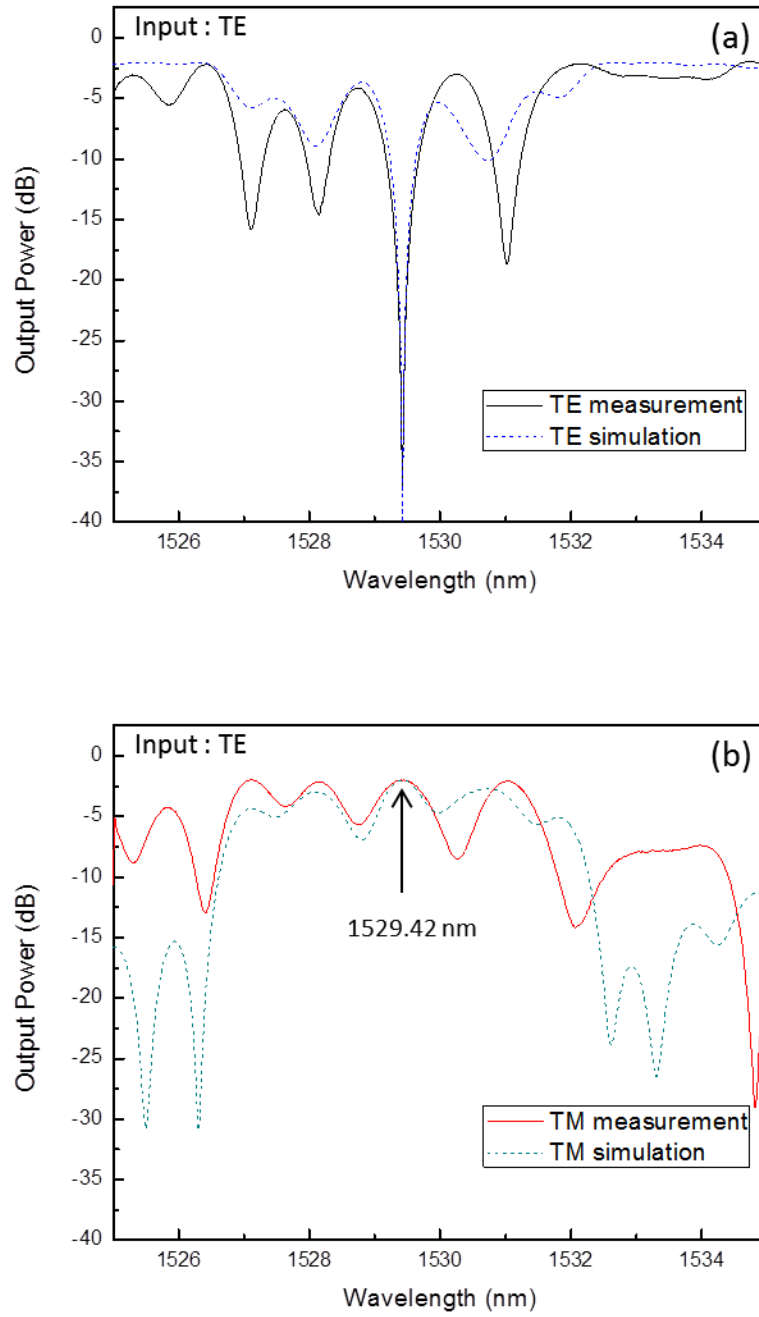 Input : TE
(a)
0
-5
-10
-15
-20
-25
-30
-35
-40
Output Power (dB)
TE measurement
TE simulation
1526
1528
1530
1532
1534
Wavelength (nm)
Input : TE
(b)
0
-5
-10
-15
-20
-25
-30
-35
-40
Output Power (dB)
1529.42 nm
TM measurement
TM simulation
1526
1528
1530
1532
1534
Wavelength (nm)